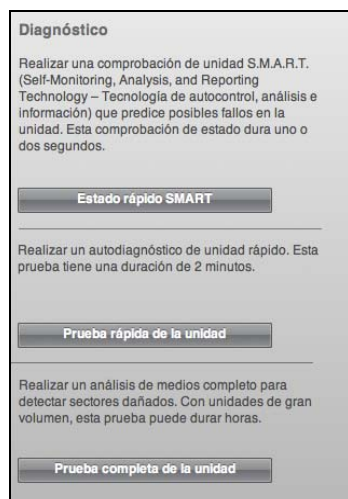 Diagnóstico
Realizar una comprobación de unidad S.M.A.R.T.
(Self-Monitoring, Analysis, and Reporting
Technology – Tecnología de autocontrol, análisis e
información) que predice posibles fallos en la
unidad. Esta comprobación de estado dura uno o
dos segundos.
Estado rápido SMART
Realizar un autodiagnóstico de unidad rápido. Esta
prueba tiene una duración de 2 minutos.
Prueba rápida de la unidad
Realizar un análisis de medios completo para
detectar sectores dañados. Con unidades de gran
volumen, esta prueba puede durar horas.
Prueba completa de la unidad